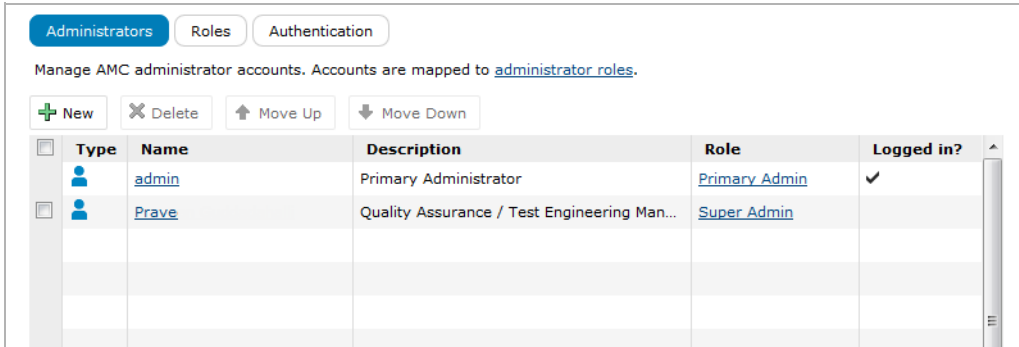 Administrators Roles Authentication
Manage AMC administrator accounts. Accounts are mapped to administrator roles.
New Delete Move Up Move Down
Type Name Description Role Logged in?
admin Primary Administrator Primary Admin
Prave Quality Assurance / Test Engineering Man... Super Admin